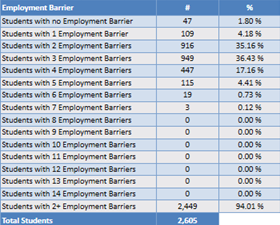 Employment Barrier # %
Students with no Employment Barrier 47 1.80 %
Students with 1 Employment Barrier 109 4.18 %
Students with 2 Employment Barrier 916 35.16 %
Students with 3 Employment Barriers 949 36.43 %
Students with 4 Employment Barriers 447 17.16 %
Students with 5 Employment Barriers 115 4.41 %
Students with 6 Employment Barriers 19 0.73 %
Students with 7 Employment Barriers 3 0.12 %
Students with 8 Employment Barriers 0 0.00 %
Students with 9 Employment Barriers 0 0.00 %
Students with 10 Employment Barriers 0 0.00 %
Students with 11 Employment Barriers 0 0.00 %
Students with 12 Employment Barriers 0 0.00 %
Students with 13 Employment Barriers 0 0.00 %
Students with 14 Employment Barriers 0 0.00 %
Students with 2+ Employment Barriers 2,449 94.01 %
Total Students 2,605